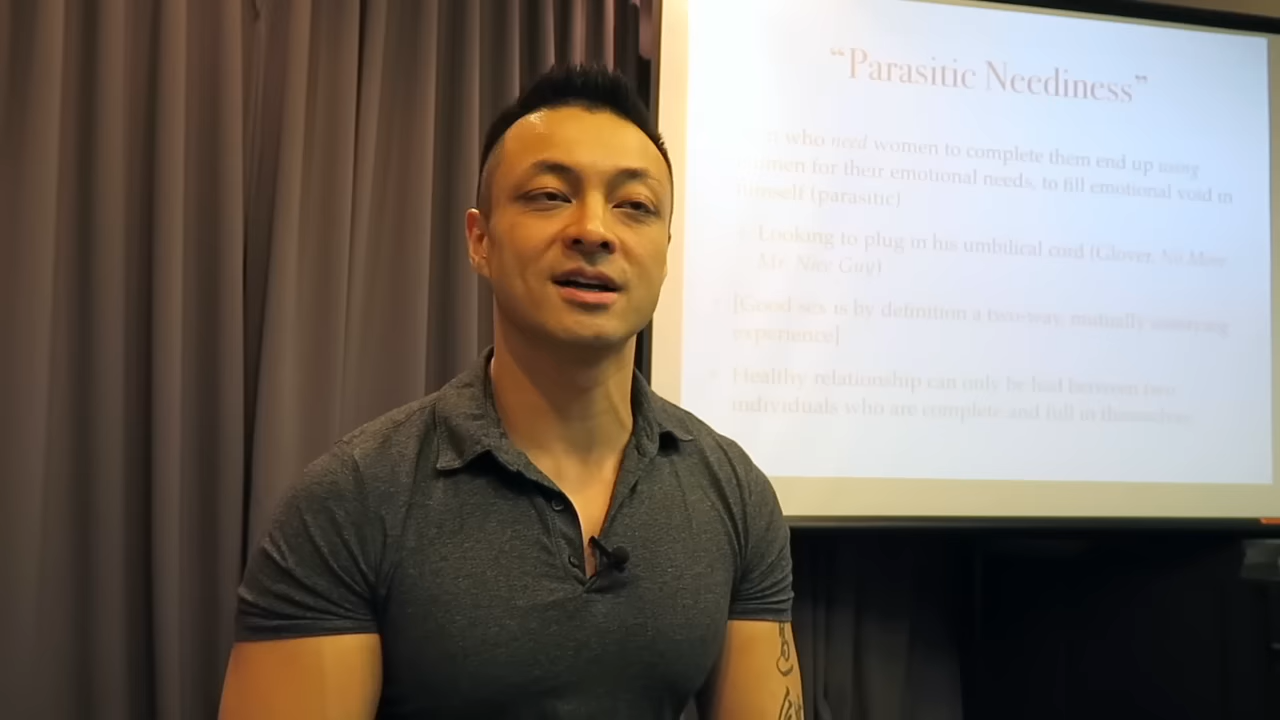 “Parasitic Neediness”
who need women to complete them end up using
women for their emotional needs, to fill emotional void in
himself (parasitic)
Looking to plug in his umbilical cord (Glover, No More
Mr. Nice Guy)
[Good sex is by definition a two-way, mutually satisfying
experience]
Healthy relationship can only be had between two
individuals who are complete and full in themselves